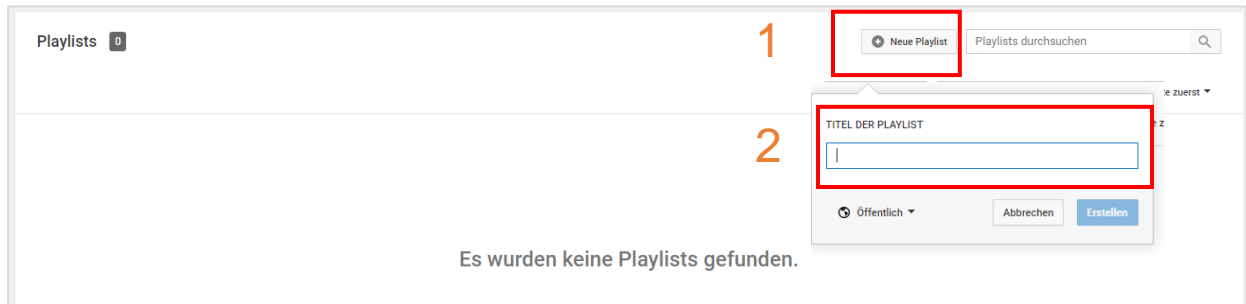 Playlists 0
1
Neue Playlist
Playlists durchsuchen
zuerst
TITEL DER PLAYLIST
2
Öffentlich
Abbrechen
Erstellen
Es wurden keine Playlists gefunden.